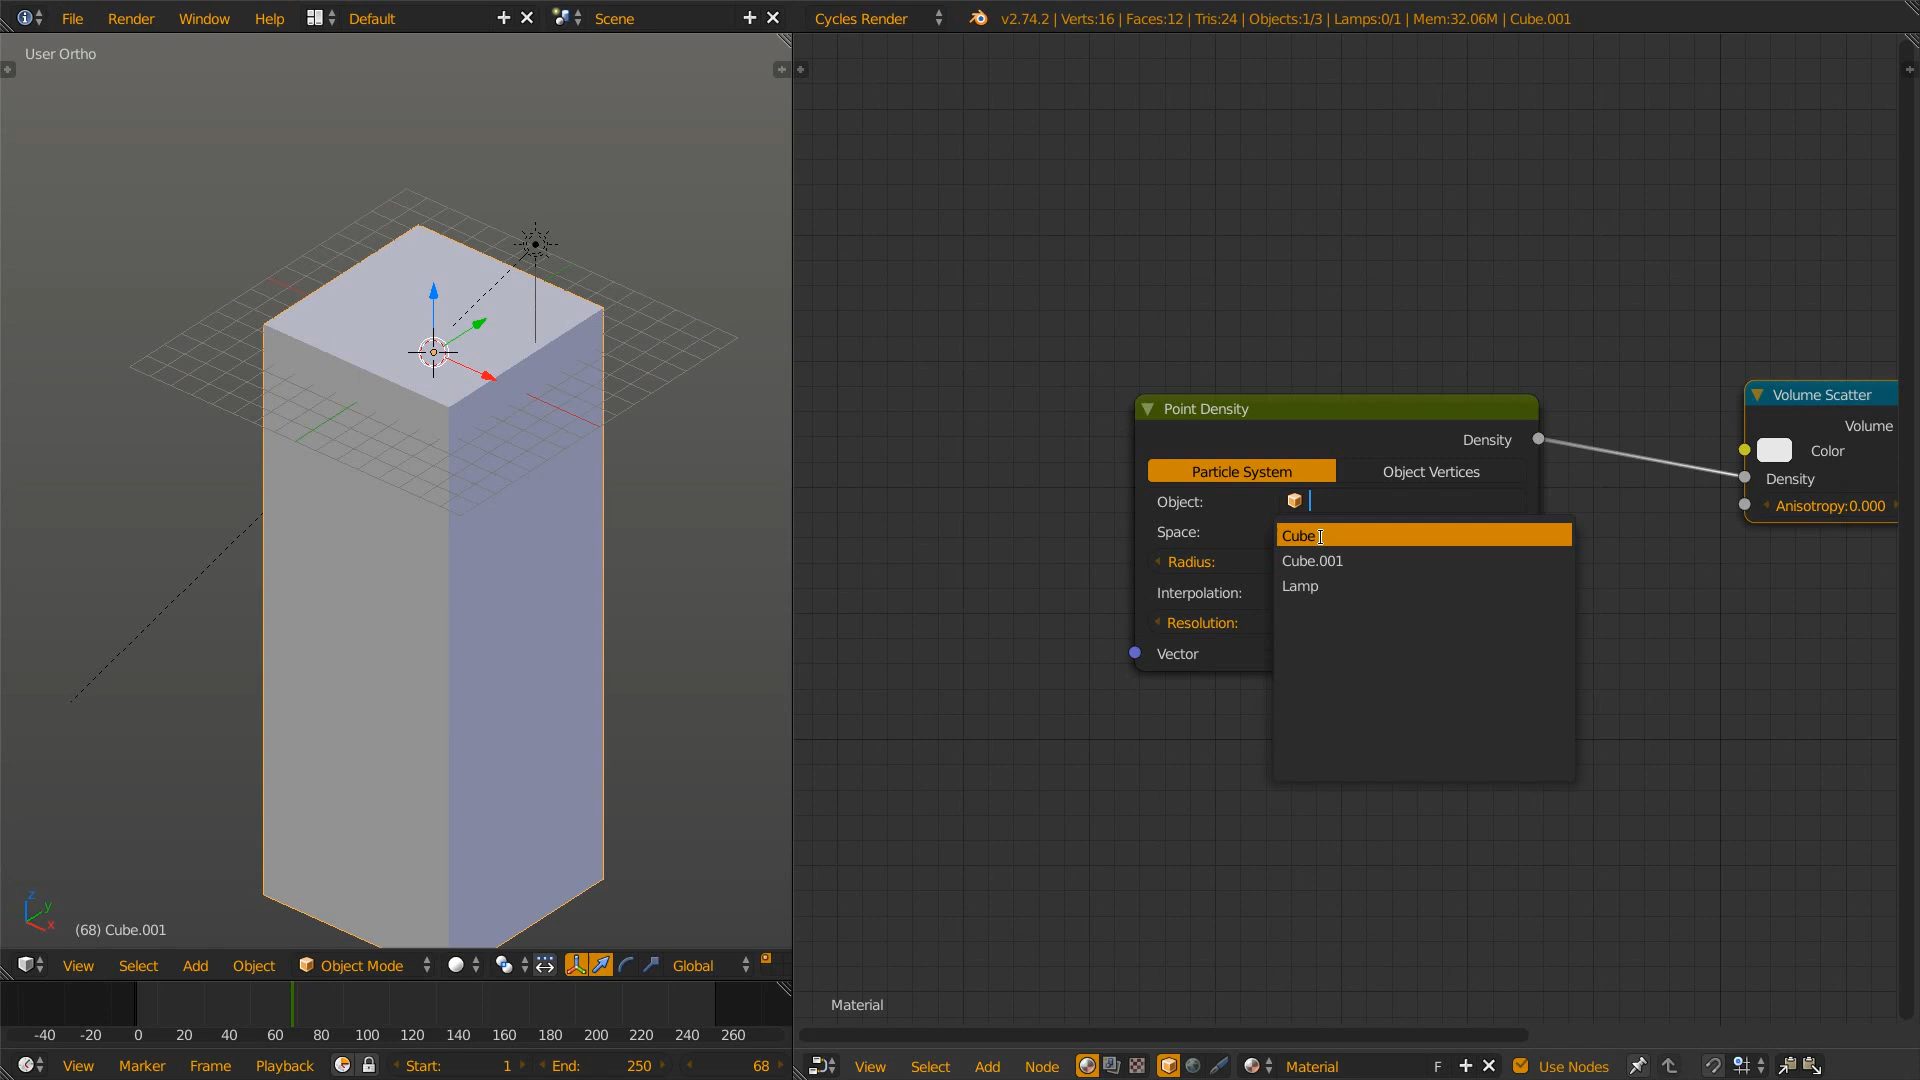 File Render Window Help Default Scene Cycles Render v2.74.2 | Verts:16 | Faces:12 | Tris:24 | Objects:1/3 | Lamps:0/1 | Mem:32.06M | Cube.001
User Ortho
Point Density
Density
Particle System Object Vertices
Object:
Space:
Radius:
Interpolation:
Resolution:
Vector
Cube
Cube.001
Lamp
Volume Scatter
Volume
Color
Density
Anisotropy:0.000
z
y
x
(68) Cube.001
Material
View Select Add Object Object Mode Global
-40 -20 0 20 40 60 80 100 120 140 160 180 200 220 240 260
View Marker Frame Playback Start: 1 End: 250 68
View Select Add Node Material F Use Nodes